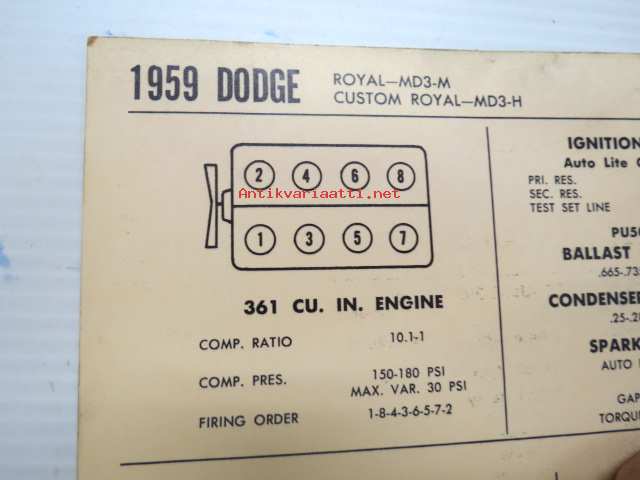 1959 DODGE
ROYAL—MD3-M
CUSTOM ROYAL—MD3-H
2 4 6 8
Antikvariaatti.net
1 3 5 7
361 CU. IN. ENGINE
COMP. RATIO 10.1-1
COMP. PRES. 150-180 PSI
MAX. VAR. 30 PSI
FIRING ORDER 1-8-4-3-6-5-7-2
IGNITION
Auto Lite
PRI. RES.
SEC. RES.
TEST SET LINE
BALLAST
CONDENSER
SPARK
AUTO
GAP